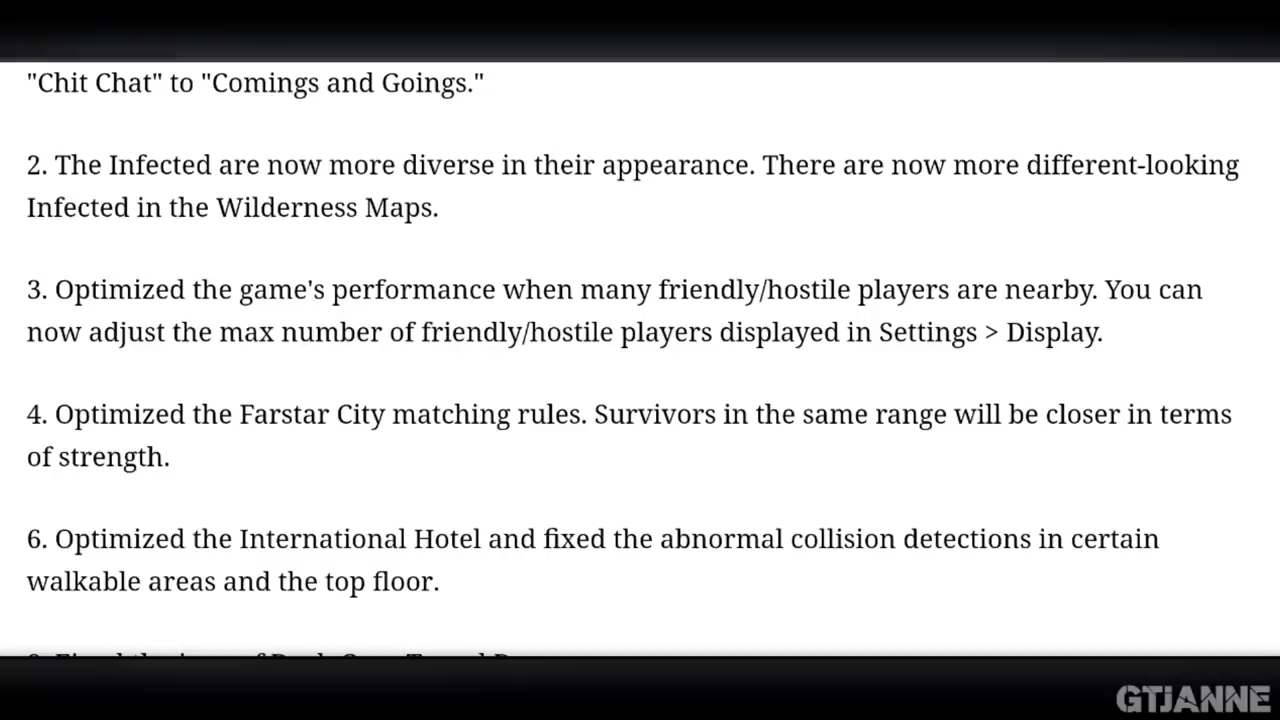 "Chit Chat" to "Comings and Goings."
2. The Infected are now more diverse in their appearance. There are now more different-looking
Infected in the Wilderness Maps.
3. Optimized the game's performance when many friendly/hostile players are nearby. You can
now adjust the max number of friendly/hostile players displayed in Settings > Display.
4. Optimized the Farstar City matching rules. Survivors in the same range will be closer in terms
of strength.
6. Optimized the International Hotel and fixed the abnormal collision detections in certain
walkable areas and the top floor.
GTJANNE